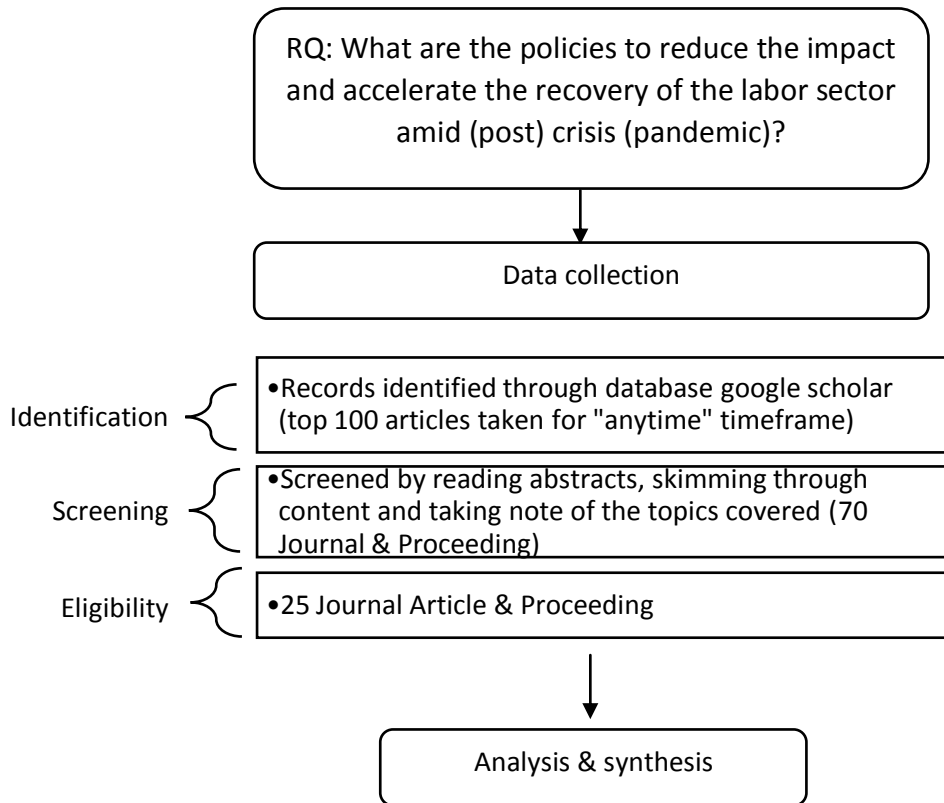 RQ: What are the policies to reduce the impact
and accelerate the recovery of the labor sector
amid (post) crisis (pandemic)?
Data collection
Identification
•Records identified through database google scholar
(top 100 articles taken for "anytime" timeframe)
Screening
•Screened by reading abstracts, skimming through
content and taking note of the topics covered (70
Journal & Proceeding)
Eligibility
•25 Journal Article & Proceeding
Analysis & synthesis